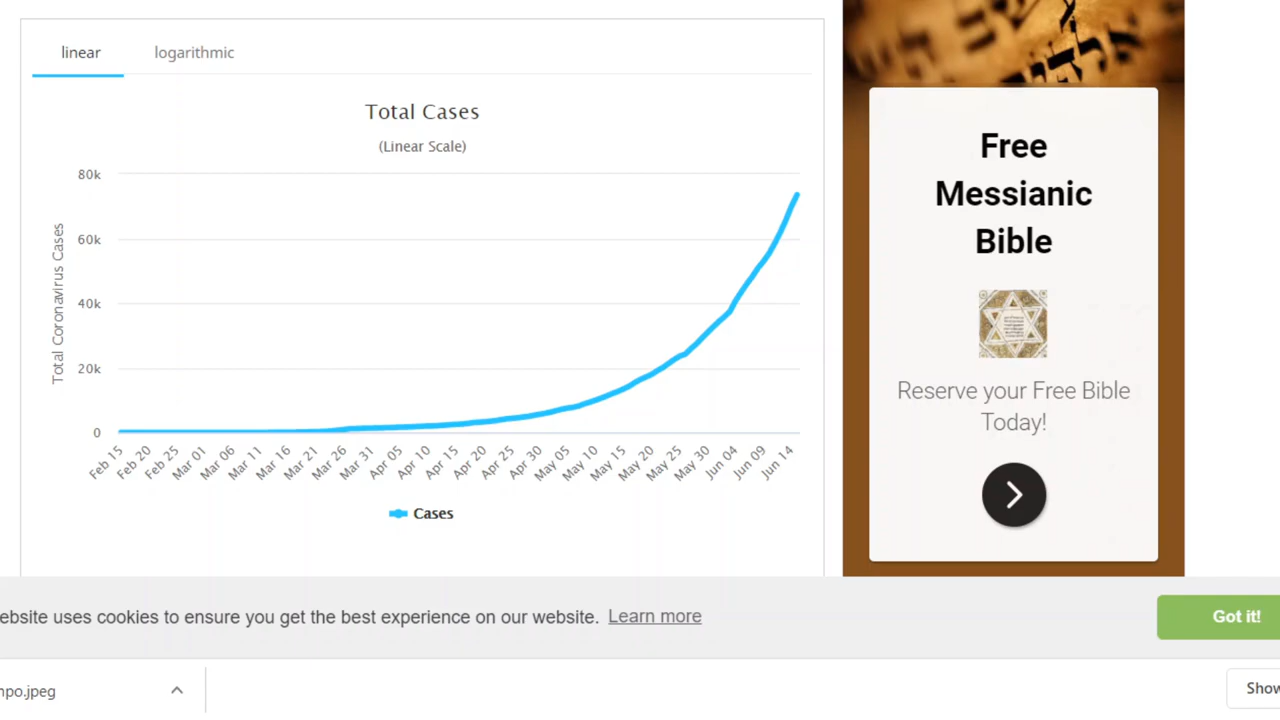 linear
logarithmic
Total Cases
(Linear Scale)
Total Coronavirus Cases
80k
60k
40k
20k
0
Feb 15
Feb 20
Feb 25
Mar 01
Mar 06
Mar 11
Mar 16
Mar 21
Mar 26
Mar 31
Apr 05
Apr 10
Apr 15
Apr 20
Apr 25
Apr 30
May 05
May 10
May 15
May 20
May 25
May 30
Jun 04
Jun 09
Jun 14
Cases
Free
Messianic
Bible
Reserve your Free Bible
Today!
ebsite uses cookies to ensure you get the best experience on our website. Learn more
Got it!
npo.jpeg
Show